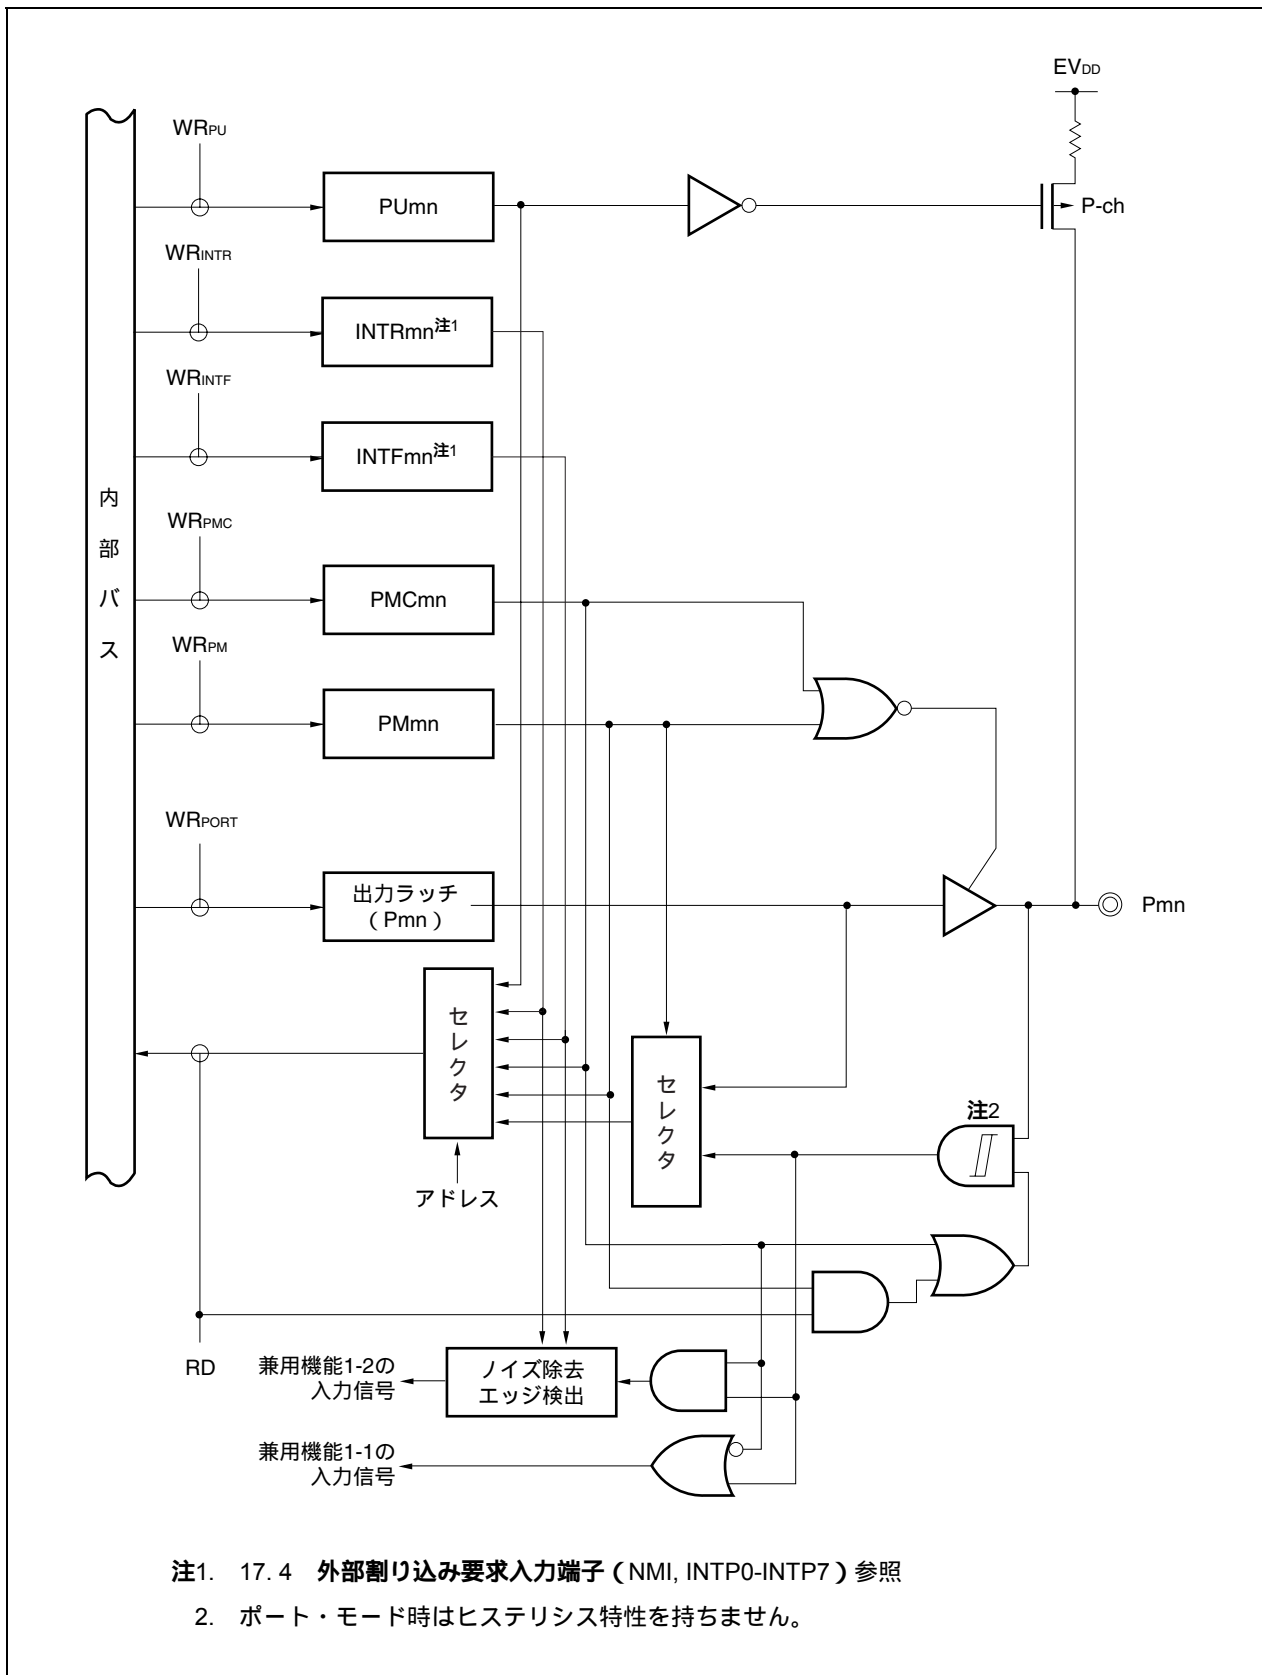 EVDD
WRPU
PUmn
P-ch
WRINTR
INTRmn注1
WRINTF
INTFmn注1
内部バス
WRPMC
PMCmn
WRPM
PMmn
WRPORT
出力ラッチ
(Pmn)
Pmn
セレクタ
セレクタ
注2
アドレス
RD
兼用機能1-2の
入力信号
ノイズ除去
エッジ検出
兼用機能1-1の
入力信号
注1. 17. 4 外部割り込み要求入力端子(NMI, INTP0-INTP7)参照
2. ポート・モード時はヒステリシス特性を持ちません。